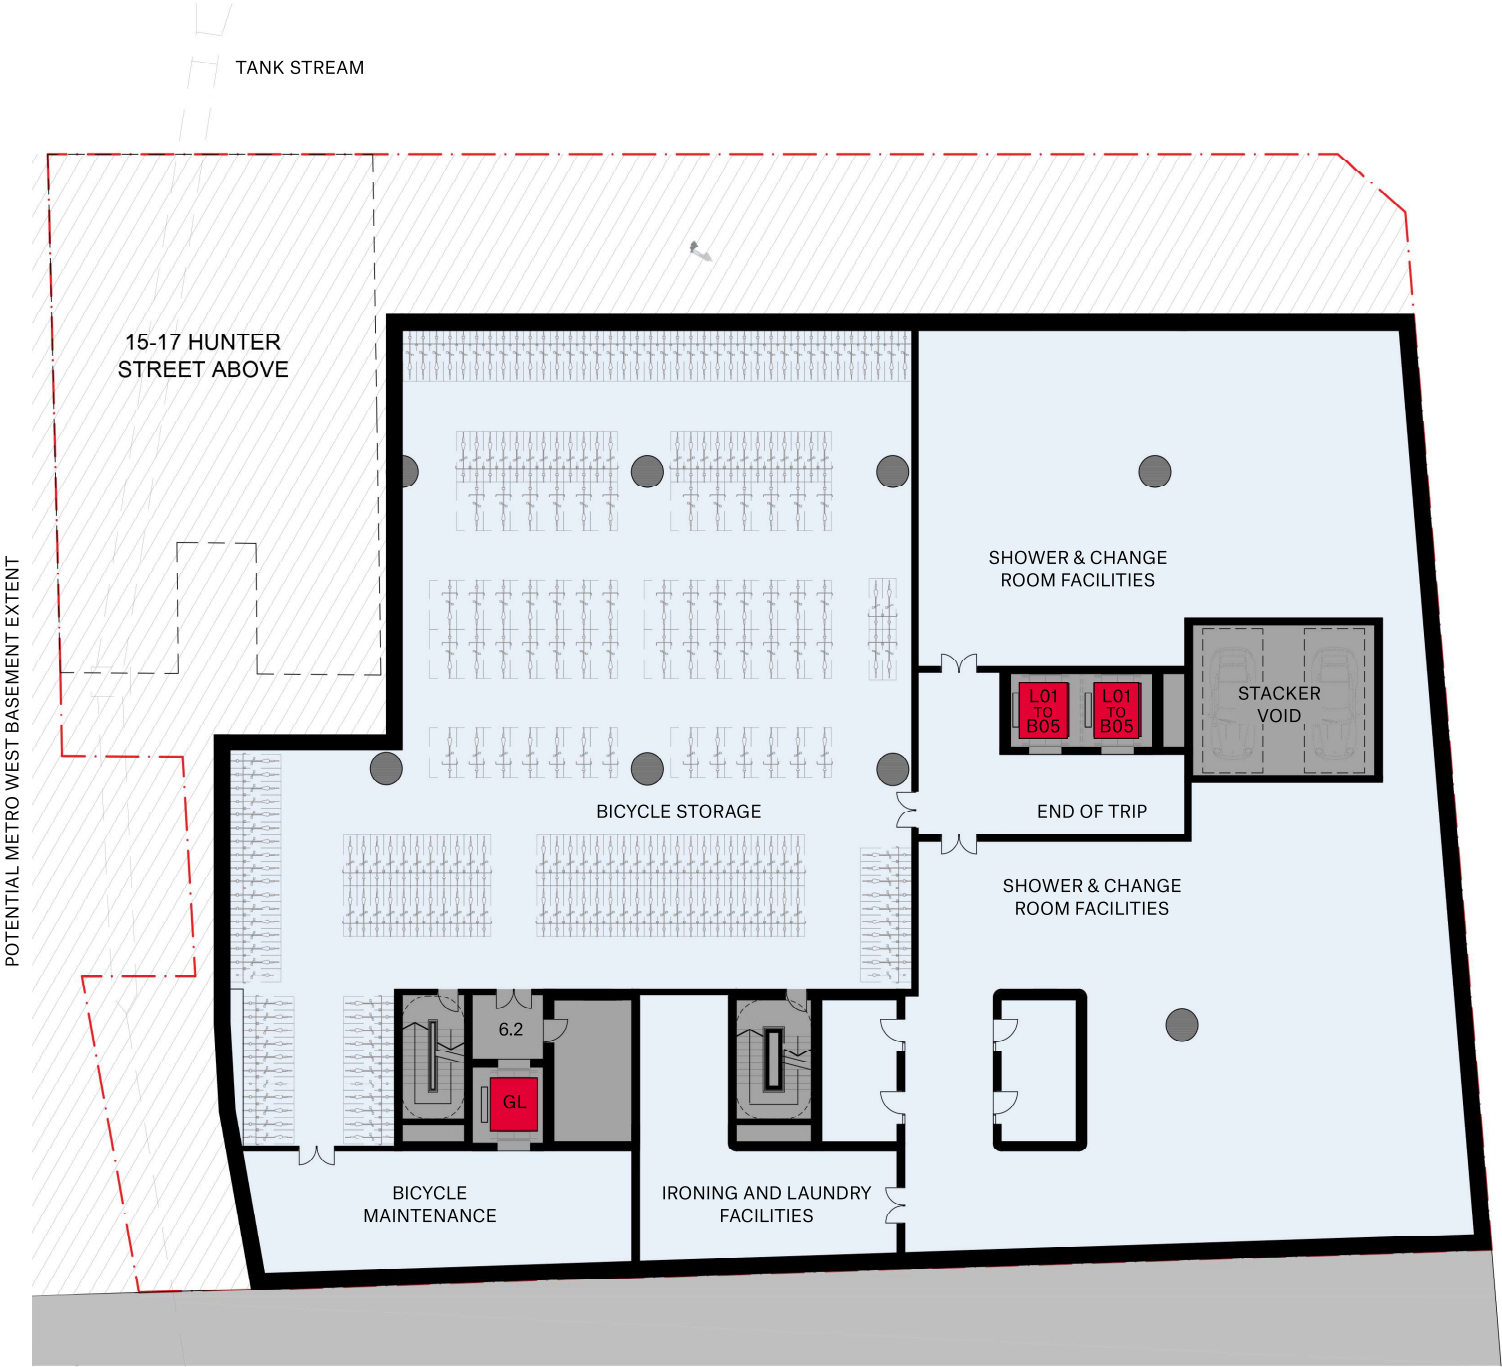 TANK STREAM
15-17 HUNTER
STREET ABOVE
POTENTIAL METRO WEST BASEMENT EXTENT
SHOWER & CHANGE
ROOM FACILITIES
L01
TO
B05
L01
TO
B05
STACKER
VOID
BICYCLE STORAGE
END OF TRIP
SHOWER & CHANGE
ROOM FACILITIES
6.2
GL
BICYCLE
MAINTENANCE
IRONING AND LAUNDRY
FACILITIES